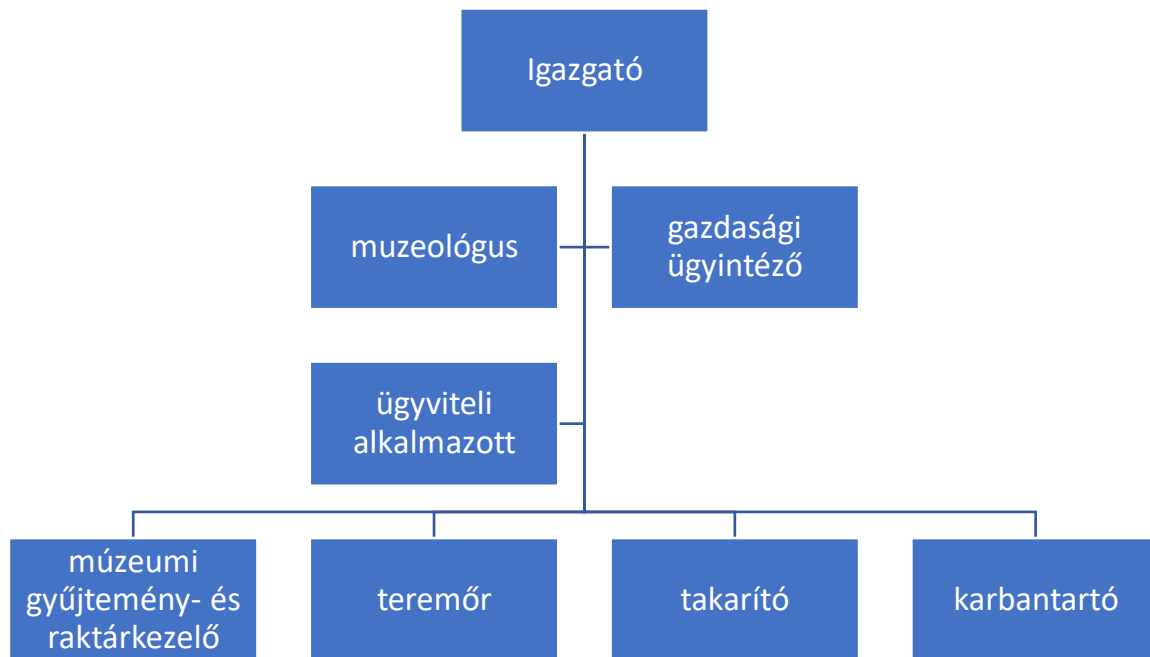 Igazgató
muzeológus
gazdasági
ügyintéző
ügyviteli
alkalmazott
múzeumi
gyűjtemény- és
raktárkezelő
teremőr
takarító
karbantartó